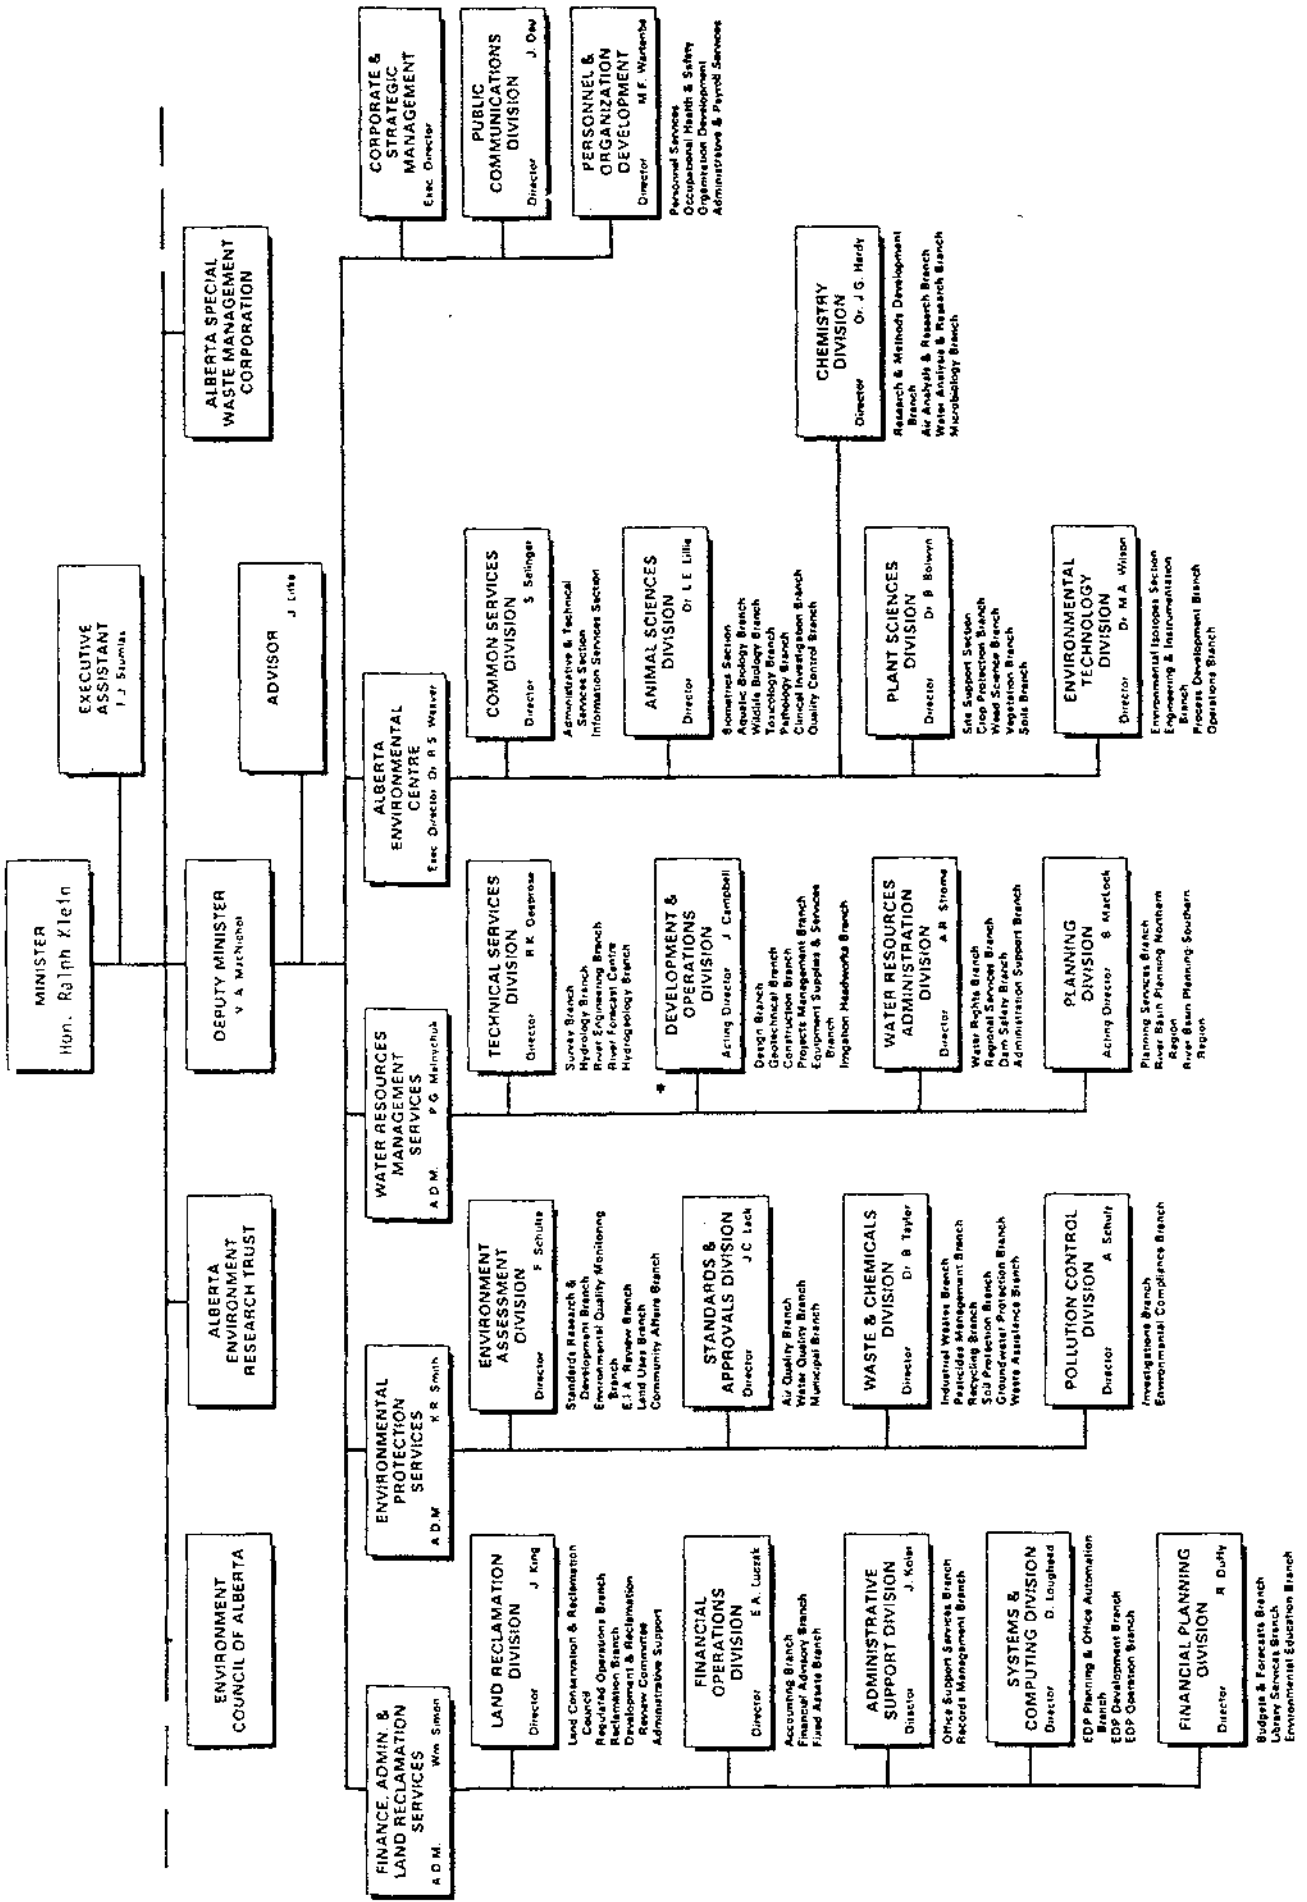 MINISTER
Hon. Ralph Klein
EXECUTIVE
ASSISTANT
ENVIRONMENT
COUNCIL OF ALBERTA
ALBERTA
ENVIRONMENT
RESEARCH TRUST
DEPUTY MINISTER
V A MacNichol
ALBERTA SPECIAL
WASTE MANAGEMENT
CORPORATION
ADVISOR
FINANCE, ADMIN. &
LAND RECLAMATION
SERVICES
A.D.M. Wm Simon
LAND RECLAMATION
DIVISION
Director J King
Land Conservation & Reclamation
Council
Regulated Operations Branch
Reclamation Branch
Development & Reclamation
Review Committee
Administrative Support
FINANCIAL
OPERATIONS
DIVISION
Director E.A. Luczak
Accounting Branch
Financial Advisory Branch
Fixed Assets Branch
ADMINISTRATIVE
SUPPORT DIVISION
Director J. Kolas
Office Support Services Branch
Records Management Branch
SYSTEMS &
COMPUTING DIVISION
Director D. Loughead
EDP Planning & Office Automation
Branch
EDP Development Branch
EDP Operation Branch
FINANCIAL PLANNING
DIVISION
Director R Duffy
Budgets & Forecasts Branch
Library Services Branch
Environmental Education Branch
ENVIRONMENTAL
PROTECTION
SERVICES
A.D.M K R Smith
ENVIRONMENT
ASSESSMENT
DIVISION
Director F Schulte
Standards Research &
Development Branch
Environmental Quality Monitoring
Branch
E.I.A. Review Branch
Land Uses Branch
Community Affairs Branch
STANDARDS &
APPROVALS DIVISION
Director J C Lack
Air Quality Branch
Water Quality Branch
Municipal Branch
WASTE & CHEMICALS
DIVISION
Director Dr B Taylor
Industrial Wastes Branch
Pesticides Management Branch
Recycling Branch
Soil Protection Branch
Groundwater Protection Branch
Waste Assistance Branch
POLLUTION CONTROL
DIVISION
Director A Schulz
Investigations Branch
Environmental Compliance Branch
WATER RESOURCES
MANAGEMENT
SERVICES
A.D.M. P G Melnychuk
TECHNICAL SERVICES
DIVISION
Director R K Deeprose
Survey Branch
Hydrology Branch
River Engineering Branch
River Forecast Centre
Hydrogeology Branch
*
DEVELOPMENT &
OPERATIONS
DIVISION
Acting Director J Campbell
Design Branch
Geotechnical Branch
Construction Branch
Projects Management Branch
Equipment Supplies & Services
Branch
Irrigation Headworks Branch
WATER RESOURCES
ADMINISTRATION
DIVISION
Director A R Strome
Water Rights Branch
Regional Services Branch
Dam Safety Branch
Administration Support Branch
PLANNING
DIVISION
Acting Director B MacLock
Planning Services Branch
River Basin Planning Northern
Region
River Basin Planning Southern
Region
ALBERTA
ENVIRONMENTAL
CENTRE
Exec Director Dr R S Weaver
COMMON SERVICES
DIVISION
Director S Selinger
Administrative & Technical
Services Section
Information Services Section
ANIMAL SCIENCES
DIVISION
Director Dr L E Lillie
Biometrics Section
Aquatic Biology Branch
Wildlife Biology Branch
Toxicology Branch
Pathology Branch
Clinical Investigation Branch
Quality Control Branch
CHEMISTRY
DIVISION
Director Dr. J G. Hardy
Research & Methods Development
Branch
Air Analysis & Research Branch
Water Analysis & Research Branch
Microbiology Branch
PLANT SCIENCES
DIVISION
Director Dr B Bolwyn
Site Support Section
Crop Protection Branch
Weed Science Branch
Vegetation Branch
Soils Branch
ENVIRONMENTAL
TECHNOLOGY
DIVISION
Director Dr M.A. Wilson
Environmental Isotopes Section
Engineering & Instrumentation
Branch
Process Development Branch
Operations Branch
CORPORATE &
STRATEGIC
MANAGEMENT
Exec Director
PUBLIC
COMMUNICATIONS
DIVISION
Director J. Dau
PERSONNEL &
ORGANIZATION
DEVELOPMENT
Director M.F. Wartenbe
Personnel Services
Occupational Health & Safety
Organization Development
Administrative & Payroll Services